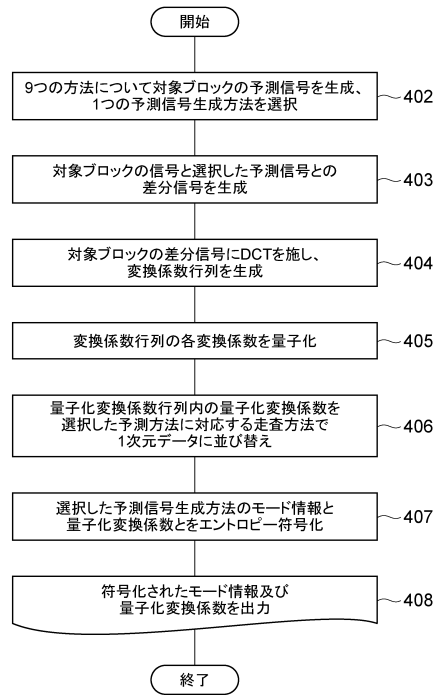 開始
9つの方法について対象ブロックの予測信号を生成、
1つの予測信号生成方法を選択
402
対象ブロックの信号と選択した予測信号との
差分信号を生成
403
対象ブロックの差分信号にDCTを施し、
変換係数行列を生成
404
変換係数行列の各変換係数を量子化
405
量子化変換係数行列内の量子化変換係数を
選択した予測方法に対応する走査方法で
1次元データに並び替え
406
選択した予測信号生成方法のモード情報と
量子化変換係数とをエントロピー符号化
407
符号化されたモード情報及び
量子化変換係数を出力
408
終了